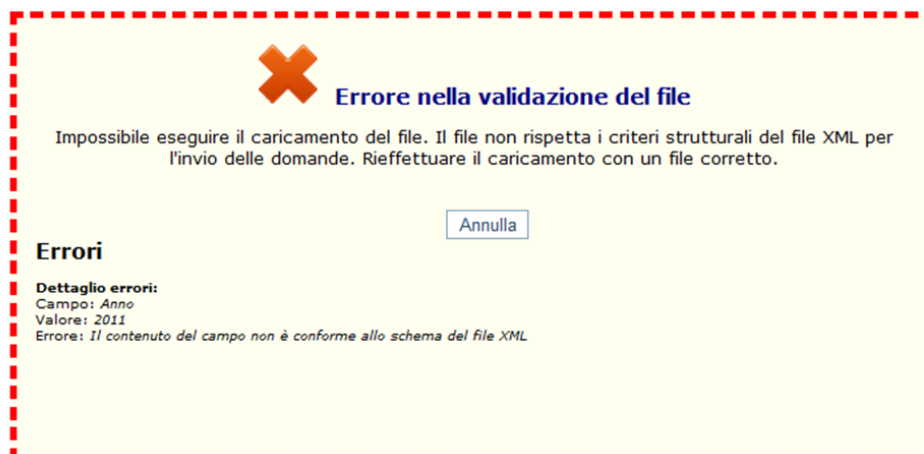 Errore nella validazione del file
Impossibile eseguire il caricamento del file. Il file non rispetta i criteri strutturali del file XML per
l'invio delle domande. Rieffettuare il caricamento con un file corretto.
Annulla
Errori
Dettaglio errori:
Campo: Anno
Valore: 2011
Errore: Il contenuto del campo non è conforme allo schema del file XML